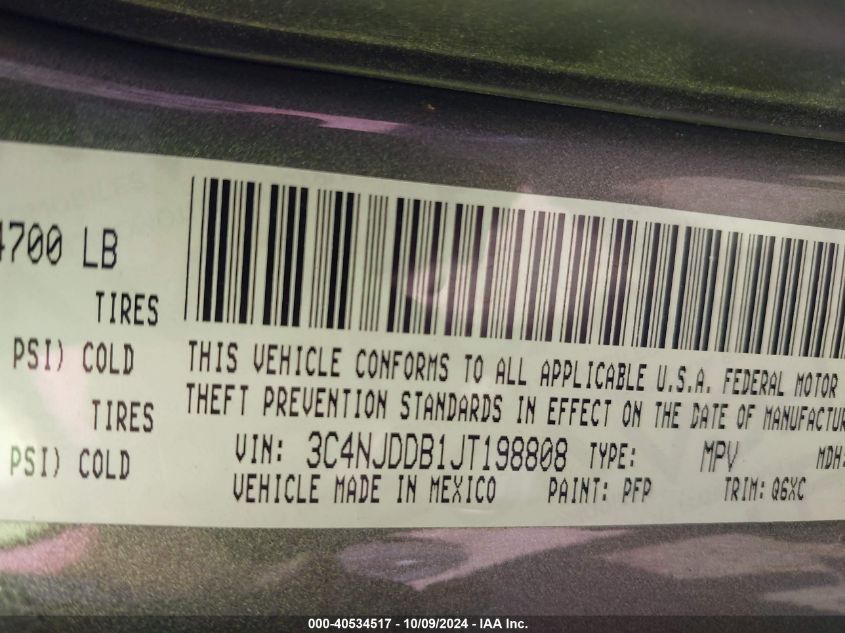 4700 LB
TIRES
PSI) COLD
TIRES
PSI) COLD
THIS VEHICLE CONFORMS TO ALL APPLICABLE U.S.A. FEDERAL MOTOR
THEFT PREVENTION STANDARDS IN EFFECT ON THE DATE OF MANUFACTUR
VIN: 3C4NJDDB1JT198808 TYPE: MPV MDH:
VEHICLE MADE IN MEXICO PAINT: PFP TRIM: Q6XC
000-40534517 - 10/09/2024 - IAA Inc.